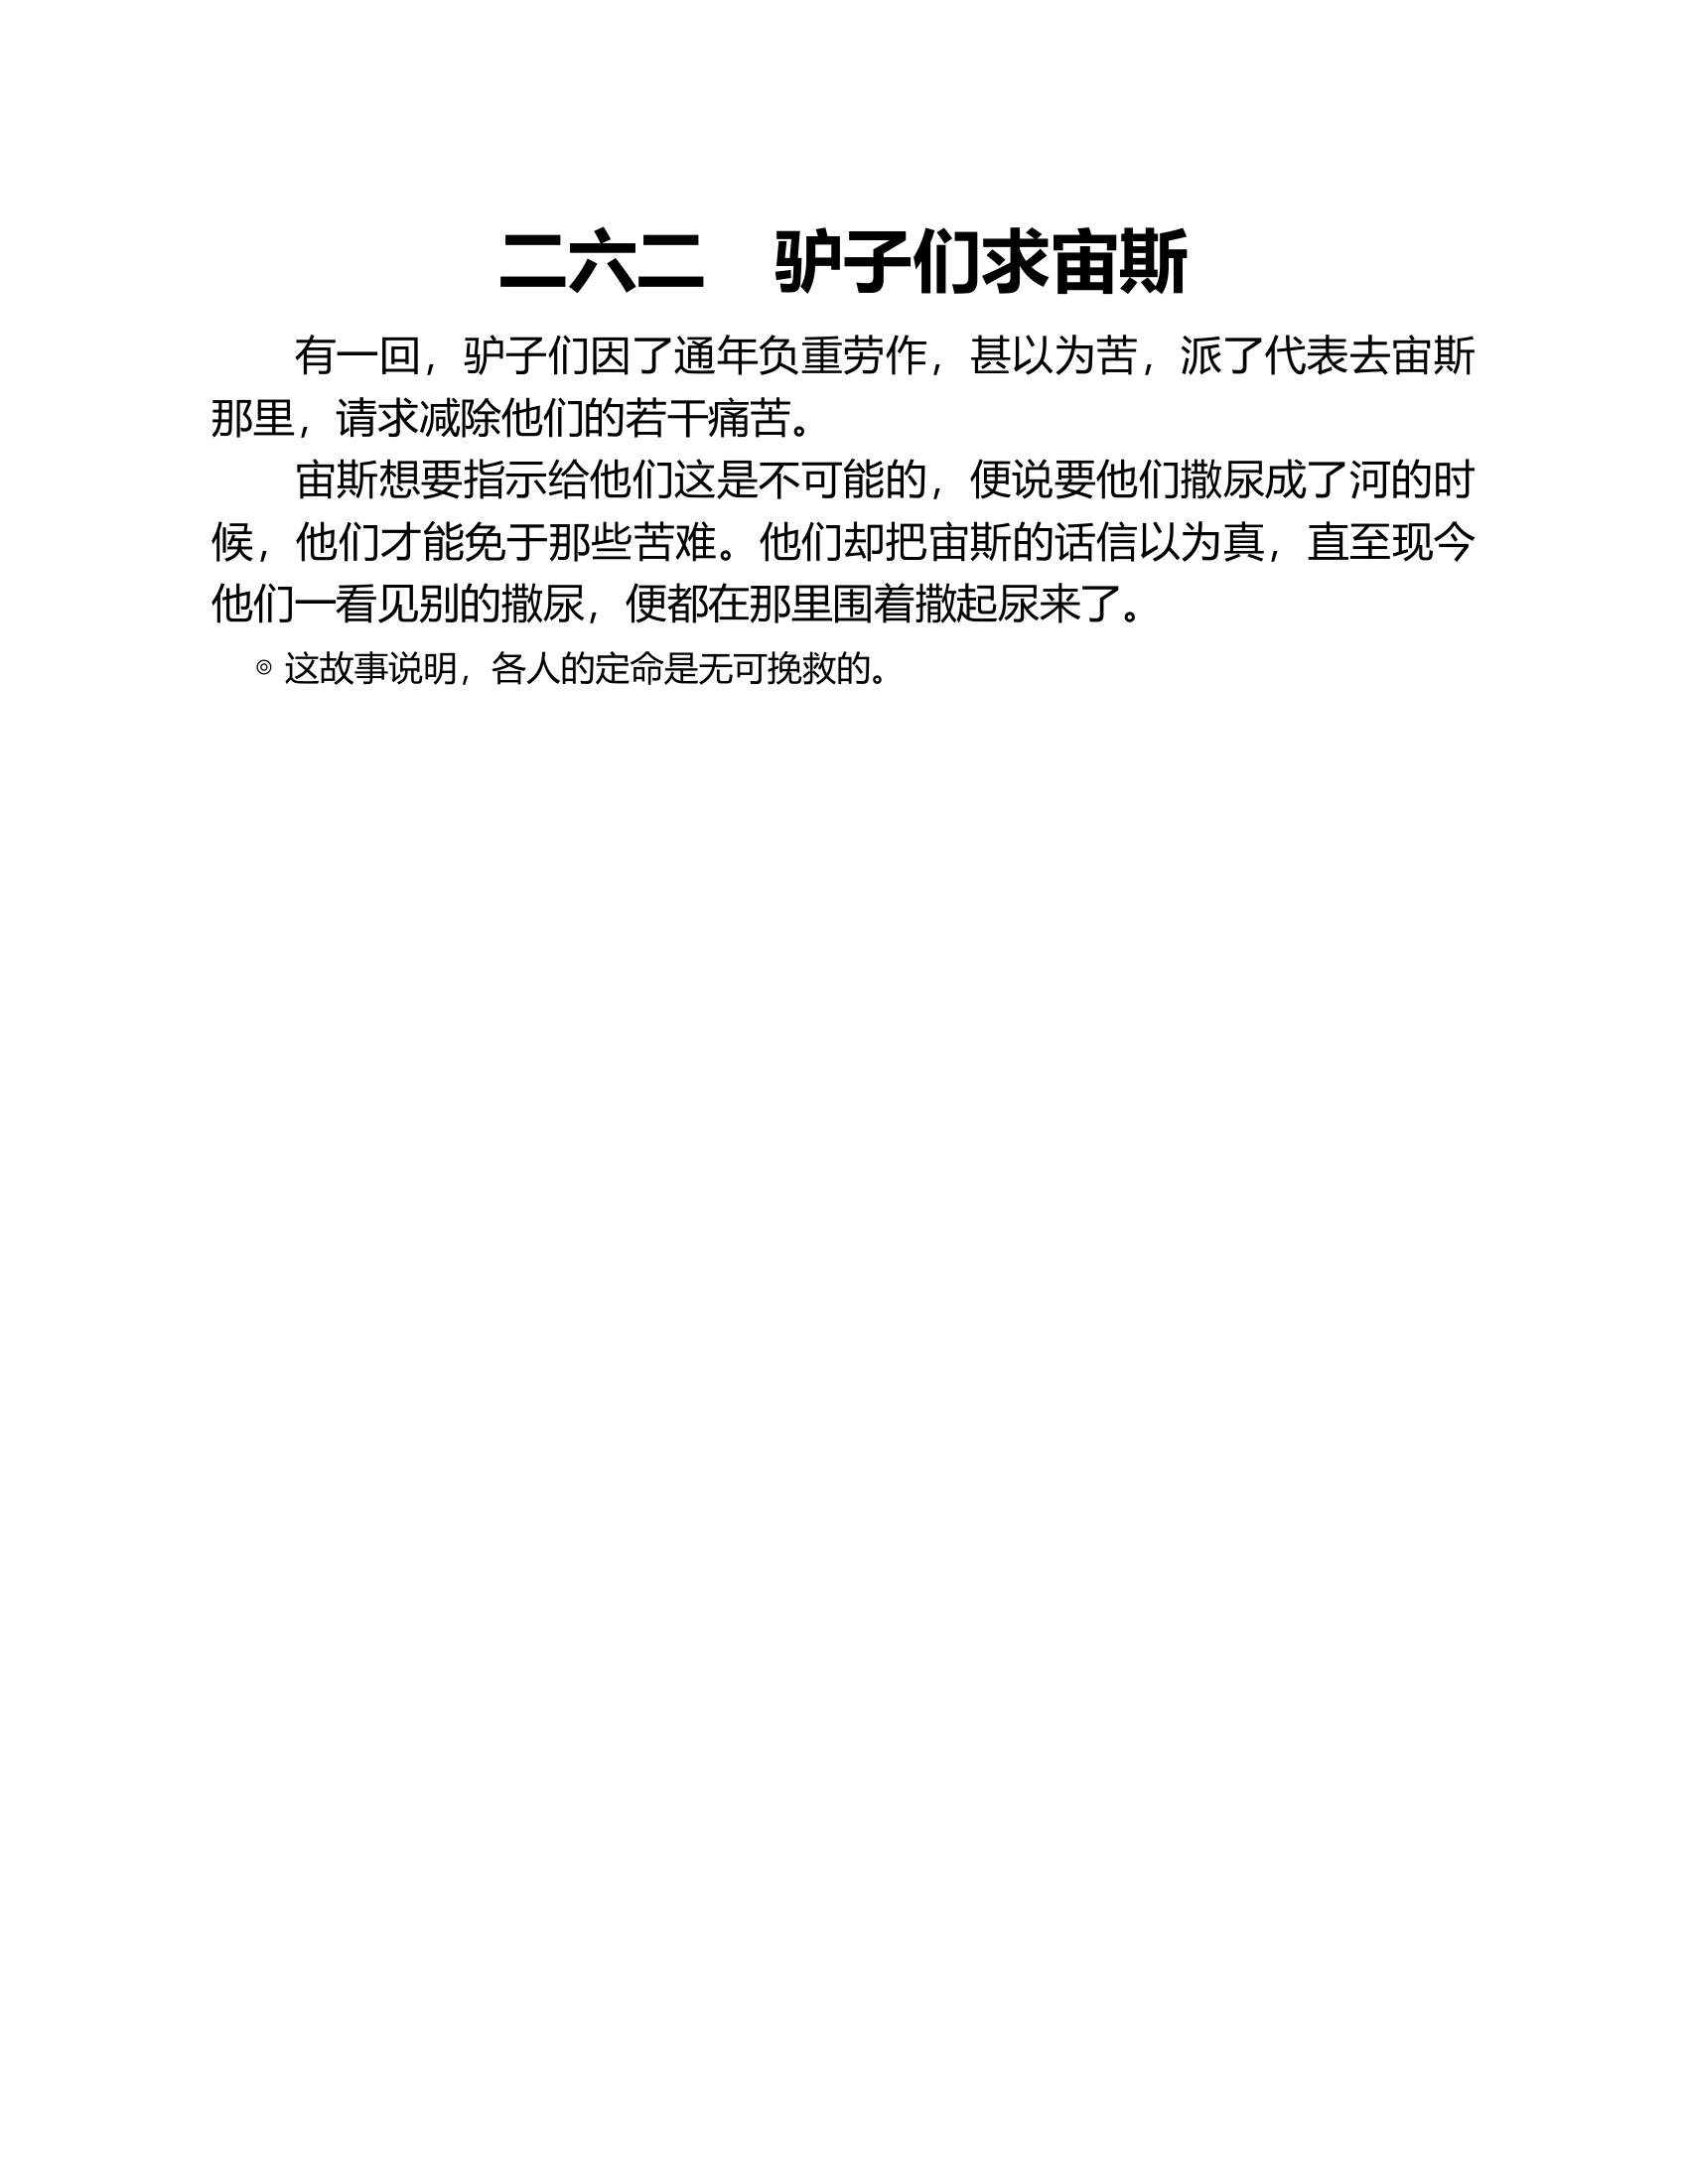 二六二　驴子们求宙斯
有一回，驴子们因了通年负重劳作，甚以为苦，派了代表去宙斯
那里，请求减除他们的若干痛苦。
宙斯想要指示给他们这是不可能的，便说要他们撒尿成了河的时
候，他们才能免于那些苦难。他们却把宙斯的话信以为真，直至现今
他们一看见别的撒尿，便都在那里围着撒起尿来了。
◎ 这故事说明，各人的定命是无可挽救的。